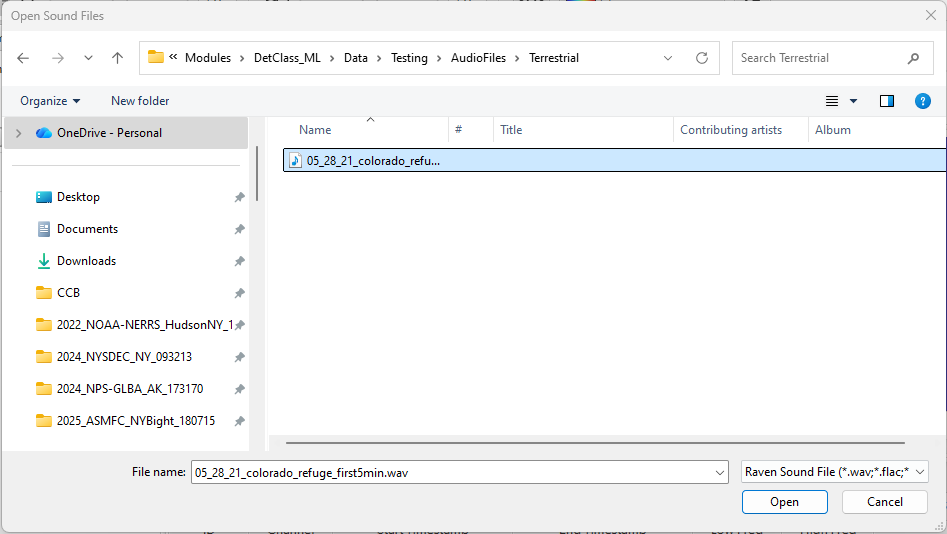 Open Sound Files
« Modules > DetClass_ML > Data > Testing > AudioFiles > Terrestrial
Search Terrestrial
Organize
New folder
?
OneDrive - Personal
Desktop
Documents
Downloads
CCB
2022_NOAA-NERRS_HudsonNY_1
2024_NYSDEC_NY_093213
2024_NPS-GLBA_AK_173170
2025_ASMFC_NYBight_180715
Name # Title Contributing artists Album
05_28_21_colorado_refu...
File name: 05_28_21_colorado_refuge_first5min.wav
Raven Sound File (*.wav;*.flac;*
Open Cancel